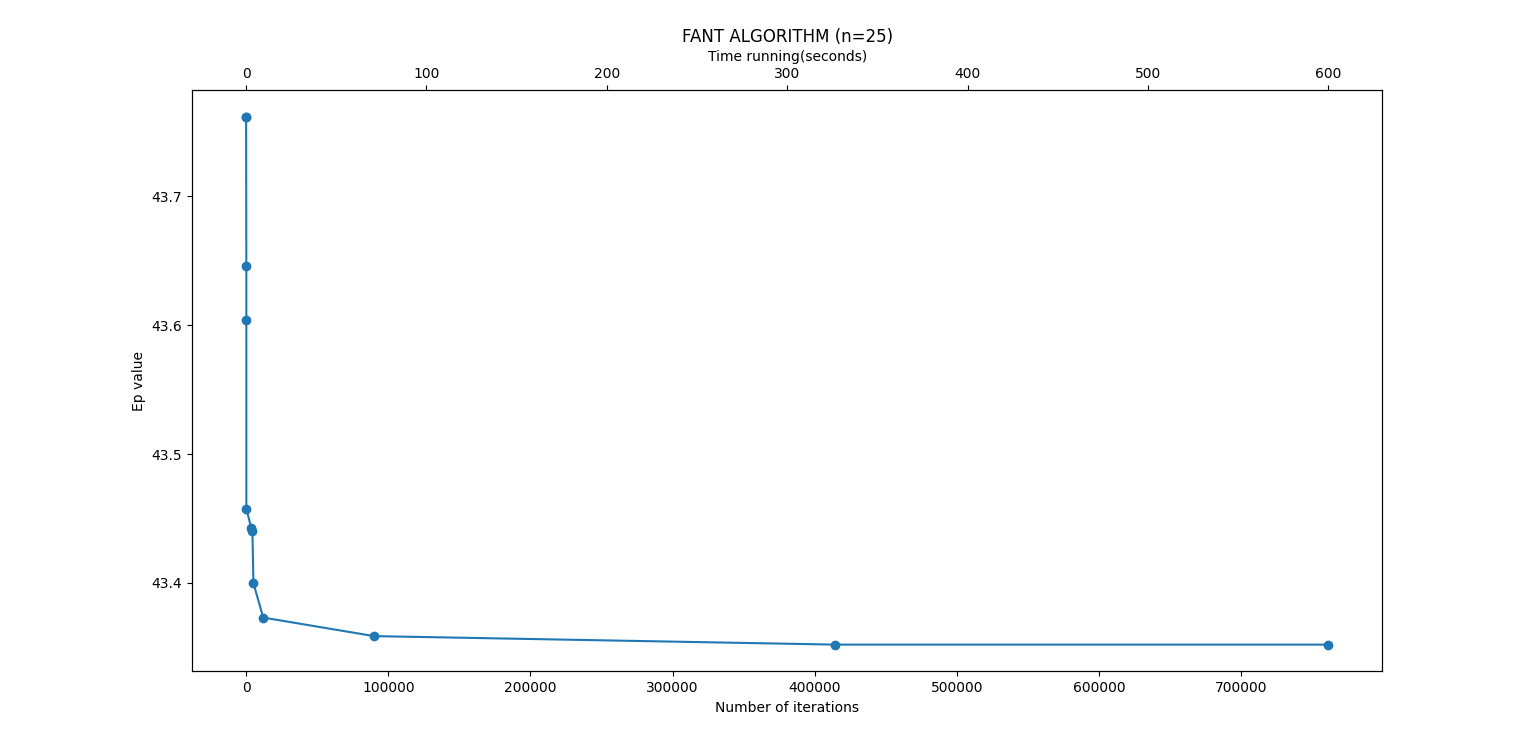 FANT ALGORITHM (n=25)
Time running(seconds)
0 100 200 300 400 500 600
43.7
43.6
43.5
43.4
Ep value
0 100000 200000 300000 400000 500000 600000 700000
Number of iterations